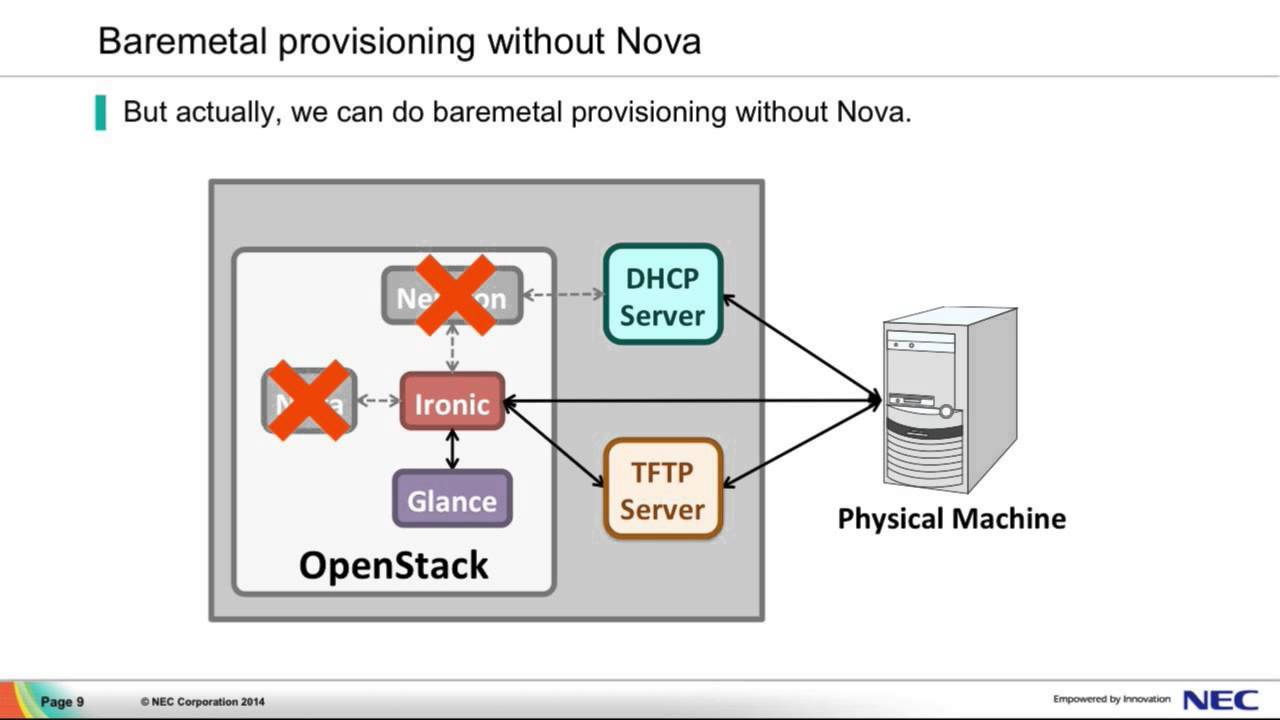 Baremetal provisioning without Nova
But actually, we can do baremetal provisioning without Nova.
DHCP
Server
Ironic
TFTP
Server
Glance
Physical Machine
OpenStack
Page 9
© NEC Corporation 2014
Empowered by Innovation
NEC